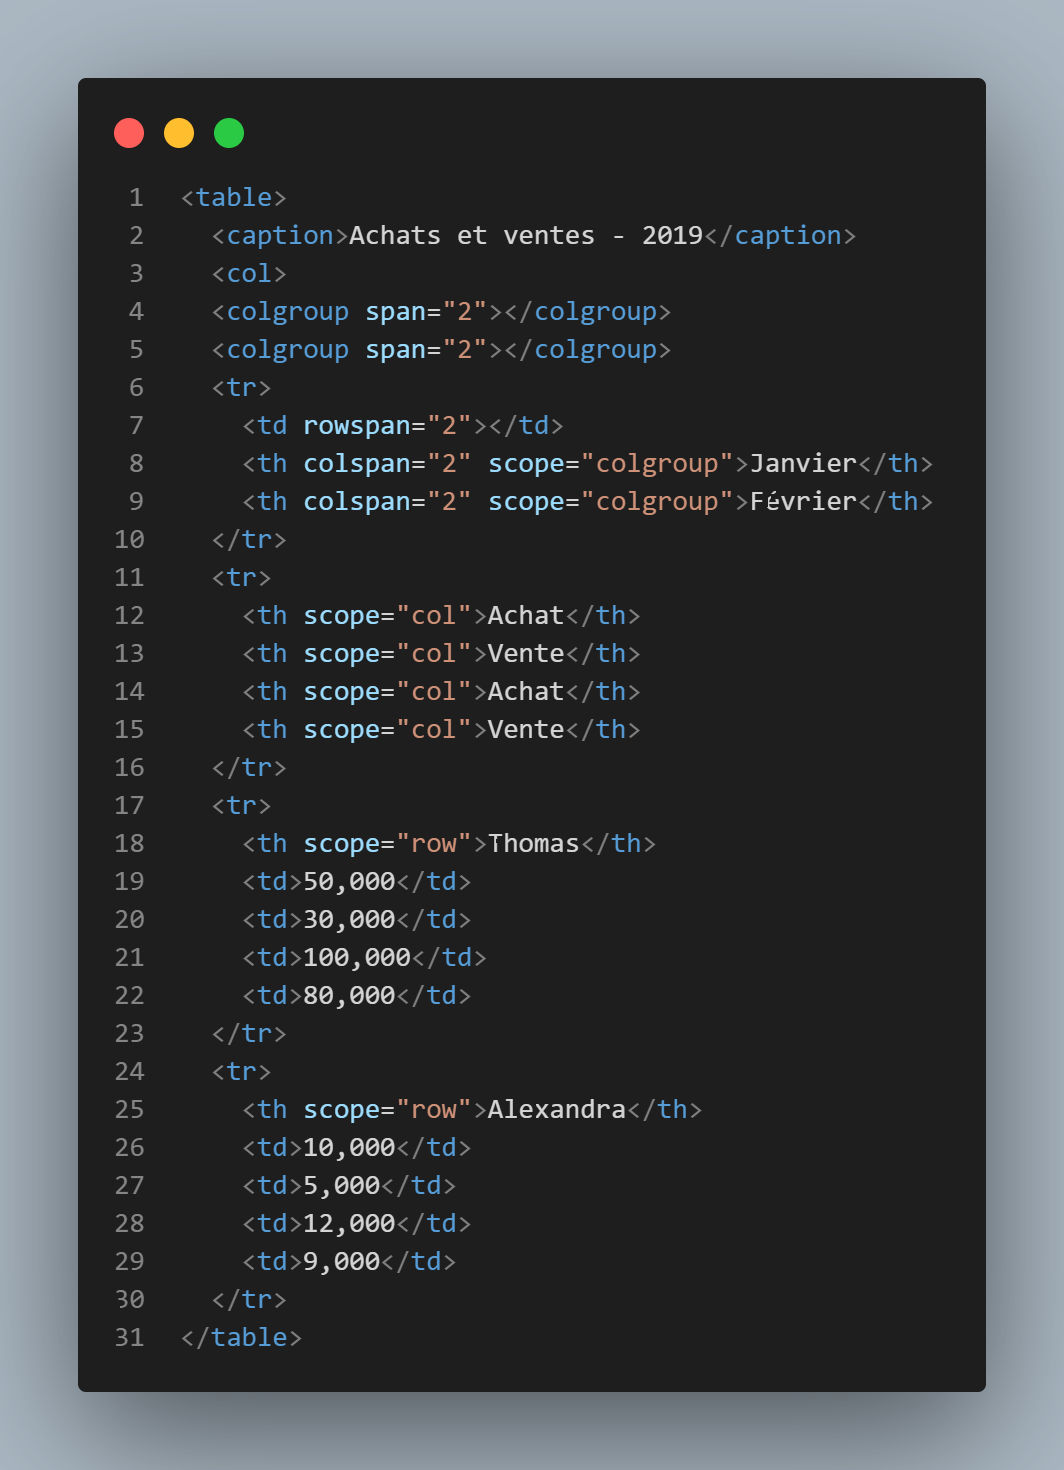 1 <table>
2   <caption>Achats et ventes - 2019</caption>
3   <col>
4   <colgroup span="2"></colgroup>
5   <colgroup span="2"></colgroup>
6   <tr>
7     <td rowspan="2"></td>
8     <th colspan="2" scope="colgroup">Janvier</th>
9     <th colspan="2" scope="colgroup">Février</th>
10   </tr>
11   <tr>
12     <th scope="col">Achat</th>
13     <th scope="col">Vente</th>
14     <th scope="col">Achat</th>
15     <th scope="col">Vente</th>
16   </tr>
17   <tr>
18     <th scope="row">Thomas</th>
19     <td>50,000</td>
20     <td>30,000</td>
21     <td>100,000</td>
22     <td>80,000</td>
23   </tr>
24   <tr>
25     <th scope="row">Alexandra</th>
26     <td>10,000</td>
27     <td>5,000</td>
28     <td>12,000</td>
29     <td>9,000</td>
30   </tr>
31 </table>